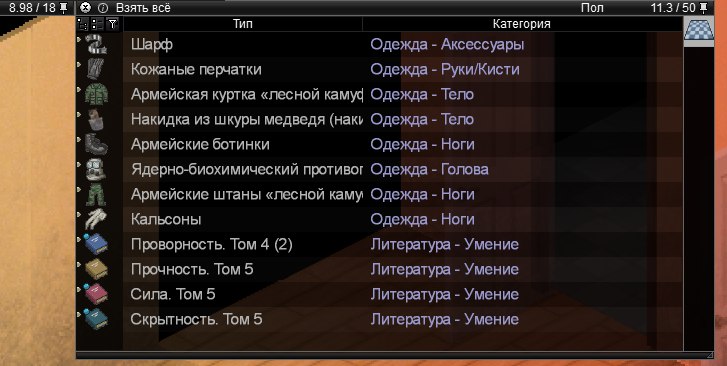 8.98 / 18 Взять всё Пол 11.3 / 50
Тип Категория
Шарф Одежда - Аксессуары
Кожаные перчатки Одежда - Руки/Кисти
Армейская куртка «лесной камуф Одежда - Тело
Накидка из шкуры медведя (наки Одежда - Тело
Армейские ботинки Одежда - Ноги
Ядерно-биохимический противог Одежда - Голова
Армейские штаны «лесной каму Одежда - Ноги
Кальсоны Одежда - Ноги
Проворность. Том 4 (2) Литература - Умение
Прочность. Том 5 Литература - Умение
Сила. Том 5 Литература - Умение
Скрытность. Том 5 Литература - Умение